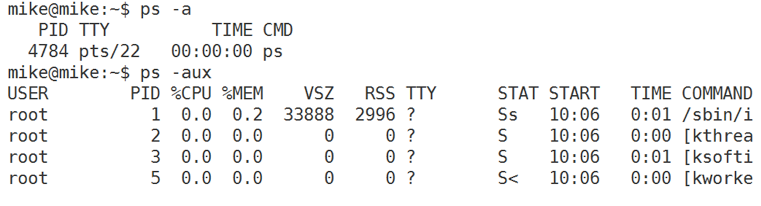 mike@mike:~$ ps -a
PID TTY TIME CMD
4784 pts/22 00:00:00 ps
mike@mike:~$ ps -aux
USER PID %CPU %MEM VSZ RSS TTY STAT START TIME COMMAND
root 1 0.0 0.2 33888 2996 ? Ss 10:06 0:01 /sbin/i
root 2 0.0 0.0 0 0 ? S 10:06 0:00 [kthrea
root 3 0.0 0.0 0 0 ? S 10:06 0:01 [ksofti
root 5 0.0 0.0 0 0 ? S< 10:06 0:00 [kworke